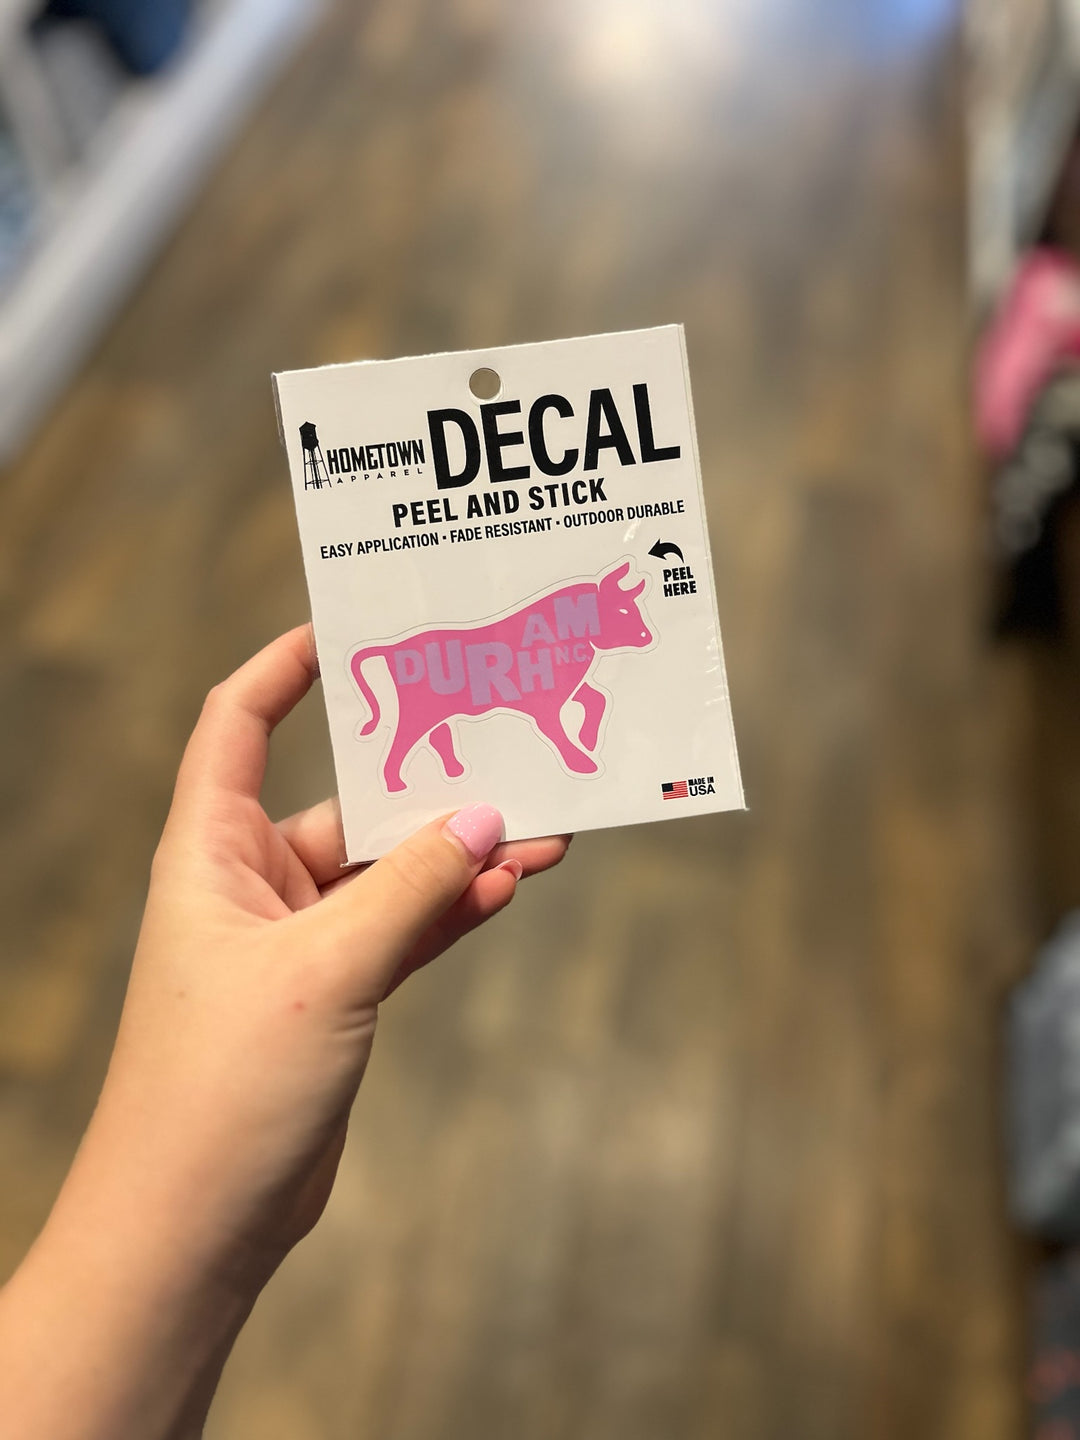 HOMETOWN
APPAREL
DECAL
PEEL AND STICK
EASY APPLICATION • FADE RESISTANT • OUTDOOR DURABLE
PEEL
HERE
DURHAM
N.C.
MADE IN
USA